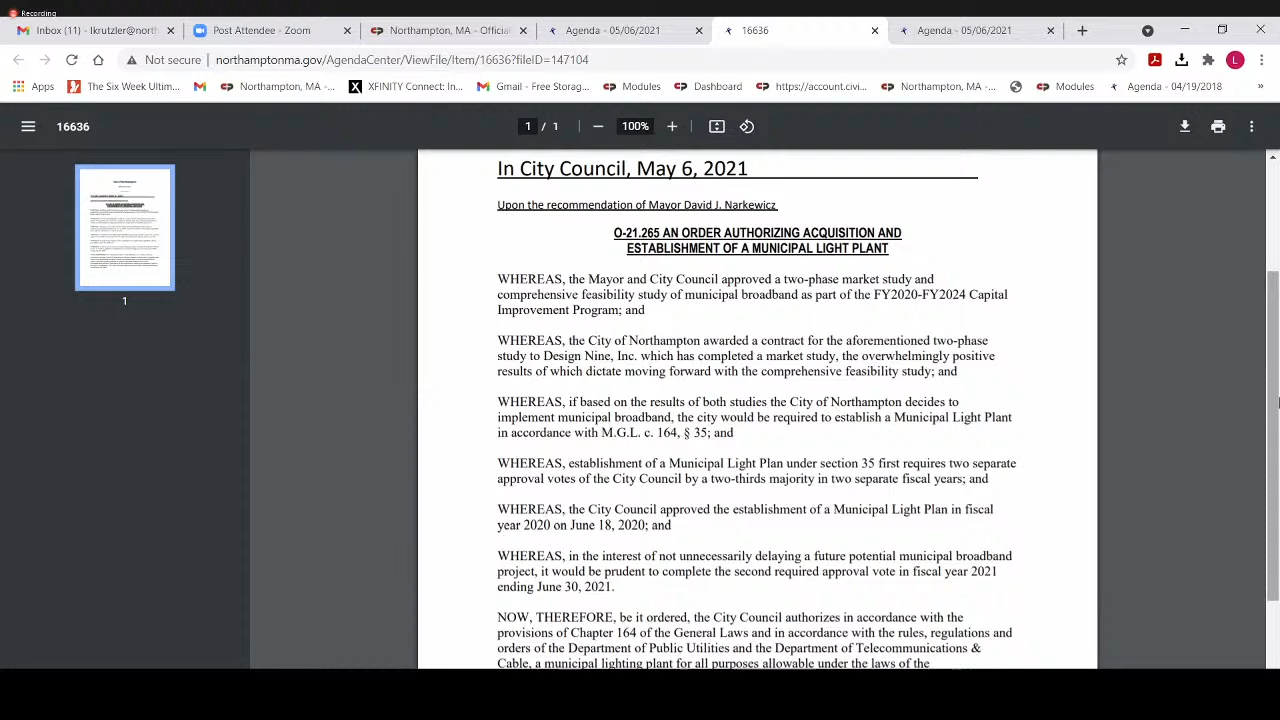 Recording
Inbox (11) - lkrutzler@north
Post Attendee - Zoom
Northampton, MA - Official
Agenda - 05/06/2021
16636
Agenda - 05/06/2021
Not secure
northamptonma.gov/AgendaCenter/ViewFile/Item/16636?fileID=147104
L
Apps
The Six Week Ultim...
Northampton, MA -...
XFINITY Connect: In...
Gmail - Free Storag...
Modules
Dashboard
https://account.civi...
Northampton, MA -...
Modules
Agenda - 04/19/2018
»
16636
1 / 1
100%
1
In City Council, May 6, 2021
Upon the recommendation of Mayor David J. Narkewicz
O-21.265 AN ORDER AUTHORIZING ACQUISITION AND
ESTABLISHMENT OF A MUNICIPAL LIGHT PLANT
WHEREAS, the Mayor and City Council approved a two-phase market study and
comprehensive feasibility study of municipal broadband as part of the FY2020-FY2024 Capital
Improvement Program; and
WHEREAS, the City of Northampton awarded a contract for the aforementioned two-phase
study to Design Nine, Inc. which has completed a market study, the overwhelmingly positive
results of which dictate moving forward with the comprehensive feasibility study; and
WHEREAS, if based on the results of both studies the City of Northampton decides to
implement municipal broadband, the city would be required to establish a Municipal Light Plant
in accordance with M.G.L. c. 164, § 35; and
WHEREAS, establishment of a Municipal Light Plan under section 35 first requires two separate
approval votes of the City Council by a two-thirds majority in two separate fiscal years; and
WHEREAS, the City Council approved the establishment of a Municipal Light Plan in fiscal
year 2020 on June 18, 2020; and
WHEREAS, in the interest of not unnecessarily delaying a future potential municipal broadband
project, it would be prudent to complete the second required approval vote in fiscal year 2021
ending June 30, 2021.
NOW, THEREFORE, be it ordered, the City Council authorizes in accordance with the
provisions of Chapter 164 of the General Laws and in accordance with the rules, regulations and
orders of the Department of Public Utilities and the Department of Telecommunications &
Cable, a municipal lighting plant for all purposes allowable under the laws of the